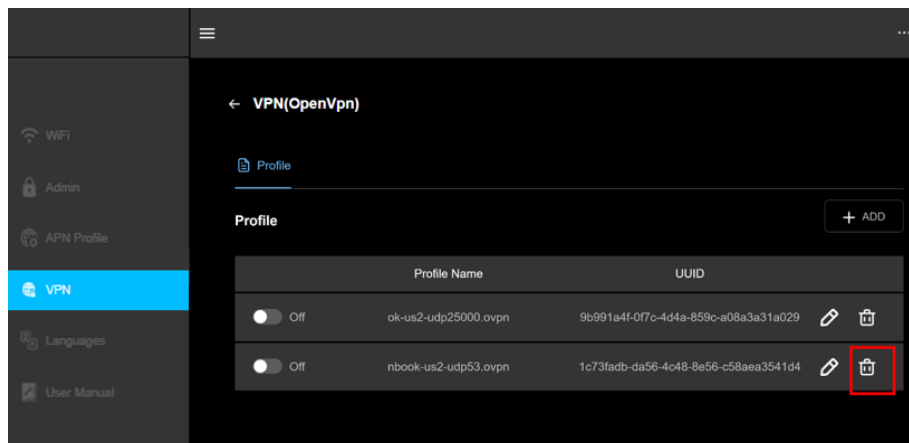 VPN(OpenVpn)
WiFi
Profile
Admin
Profile
+ ADD
APN Profile
Profile Name UUID
VPN
Off ok-us2-udp25000.ovpn 9b991a4f-0f7c-4d4a-859c-a08a3a31a029
Languages
Off nbook-us2-udp53.ovpn 1c73fadb-da56-4c48-8e56-c58aea3541d4
User Manual